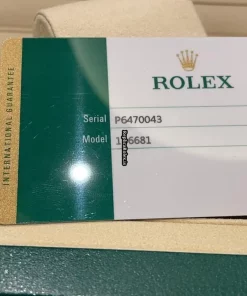 INTERNATIONAL GUARANTEE
ROLEX
Serial P6470043
Model